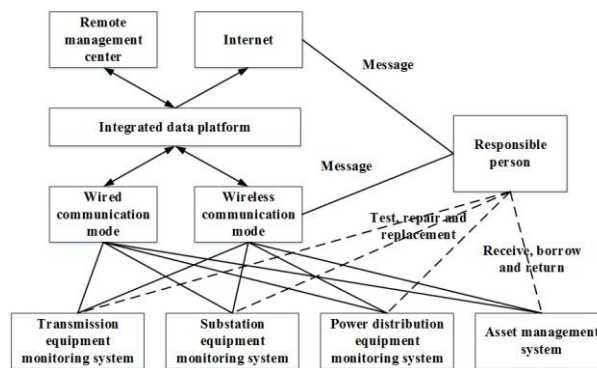 Remote
management
center
Internet
Message
Integrated data platform
Responsible
person
Message
Wired
communication
mode
Wireless
communication
mode
Test, repair and
replacement
Receive, borrow
and return
Transmission
equipment
monitoring system
Substation
equipment
monitoring system
Power distribution
equipment
monitoring system
Asset management
system